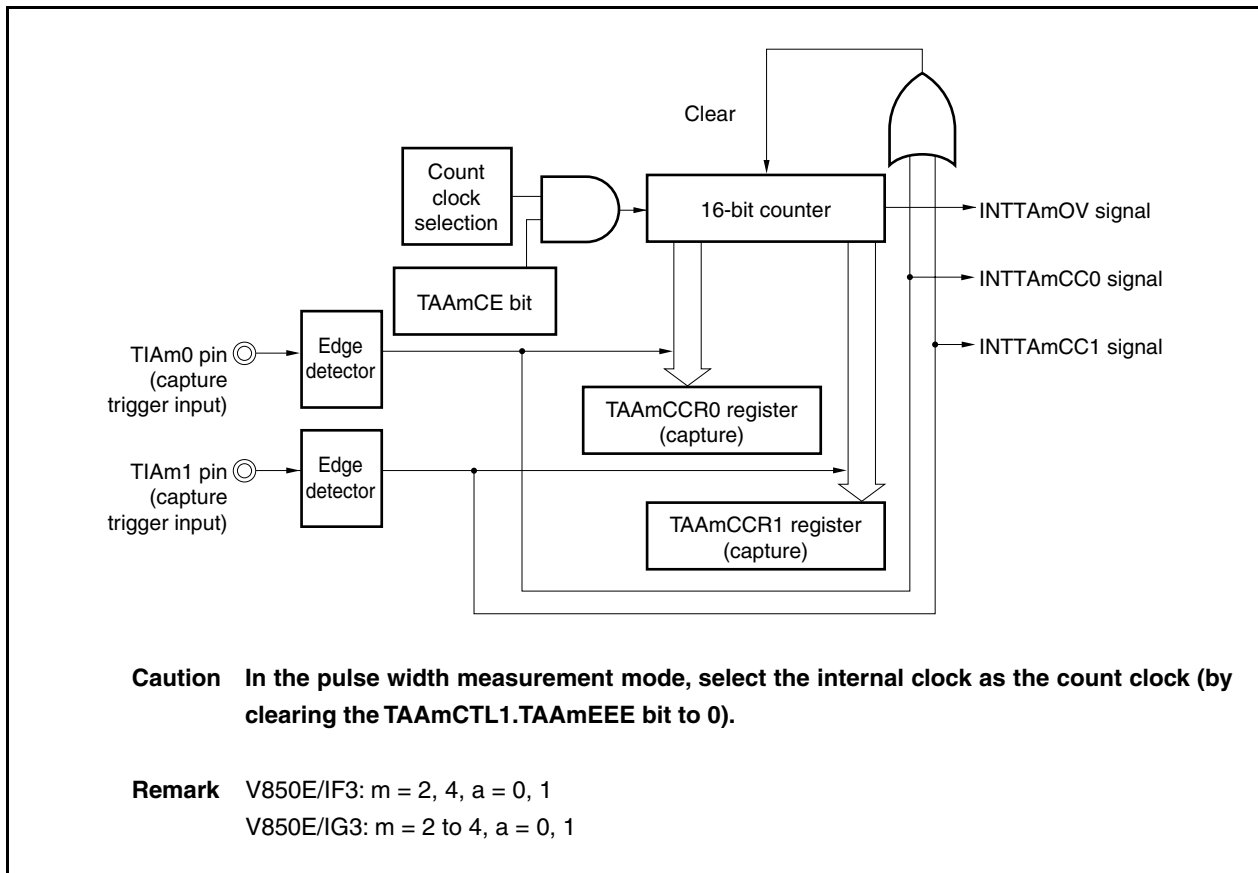 Clear
Count
clock
selection
16-bit counter
INTTAmOV signal
TAAmCE bit
INTTAmCC0 signal
TIAm0 pin
(capture
trigger input)
Edge
detector
INTTAmCC1 signal
TAAmCCR0 register
(capture)
TIAm1 pin
(capture
trigger input)
Edge
detector
TAAmCCR1 register
(capture)
Caution In the pulse width measurement mode, select the internal clock as the count clock (by
clearing the TAAmCTL1.TAAmEEE bit to 0).
Remark V850E/IF3: m = 2, 4, a = 0, 1
V850E/IG3: m = 2 to 4, a = 0, 1